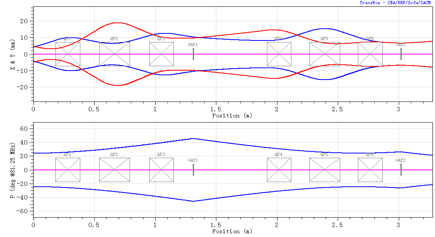 TraceWin - CEA/DRF/Irfu/DACM
X & Y (mm)
20
10
0
-10
-20
QP1
QP2
QP3
GAP1
QP4
QP5
QP6
GAP2
0
0.5
1
1.5
2
2.5
3
Position (m)
P (deg @81.25 MHz)
60
40
20
0
-20
-40
-60
QP1
QP2
QP3
GAP1
QP4
QP5
QP6
GAP2
0
0.5
1
1.5
2
2.5
3
Position (m)